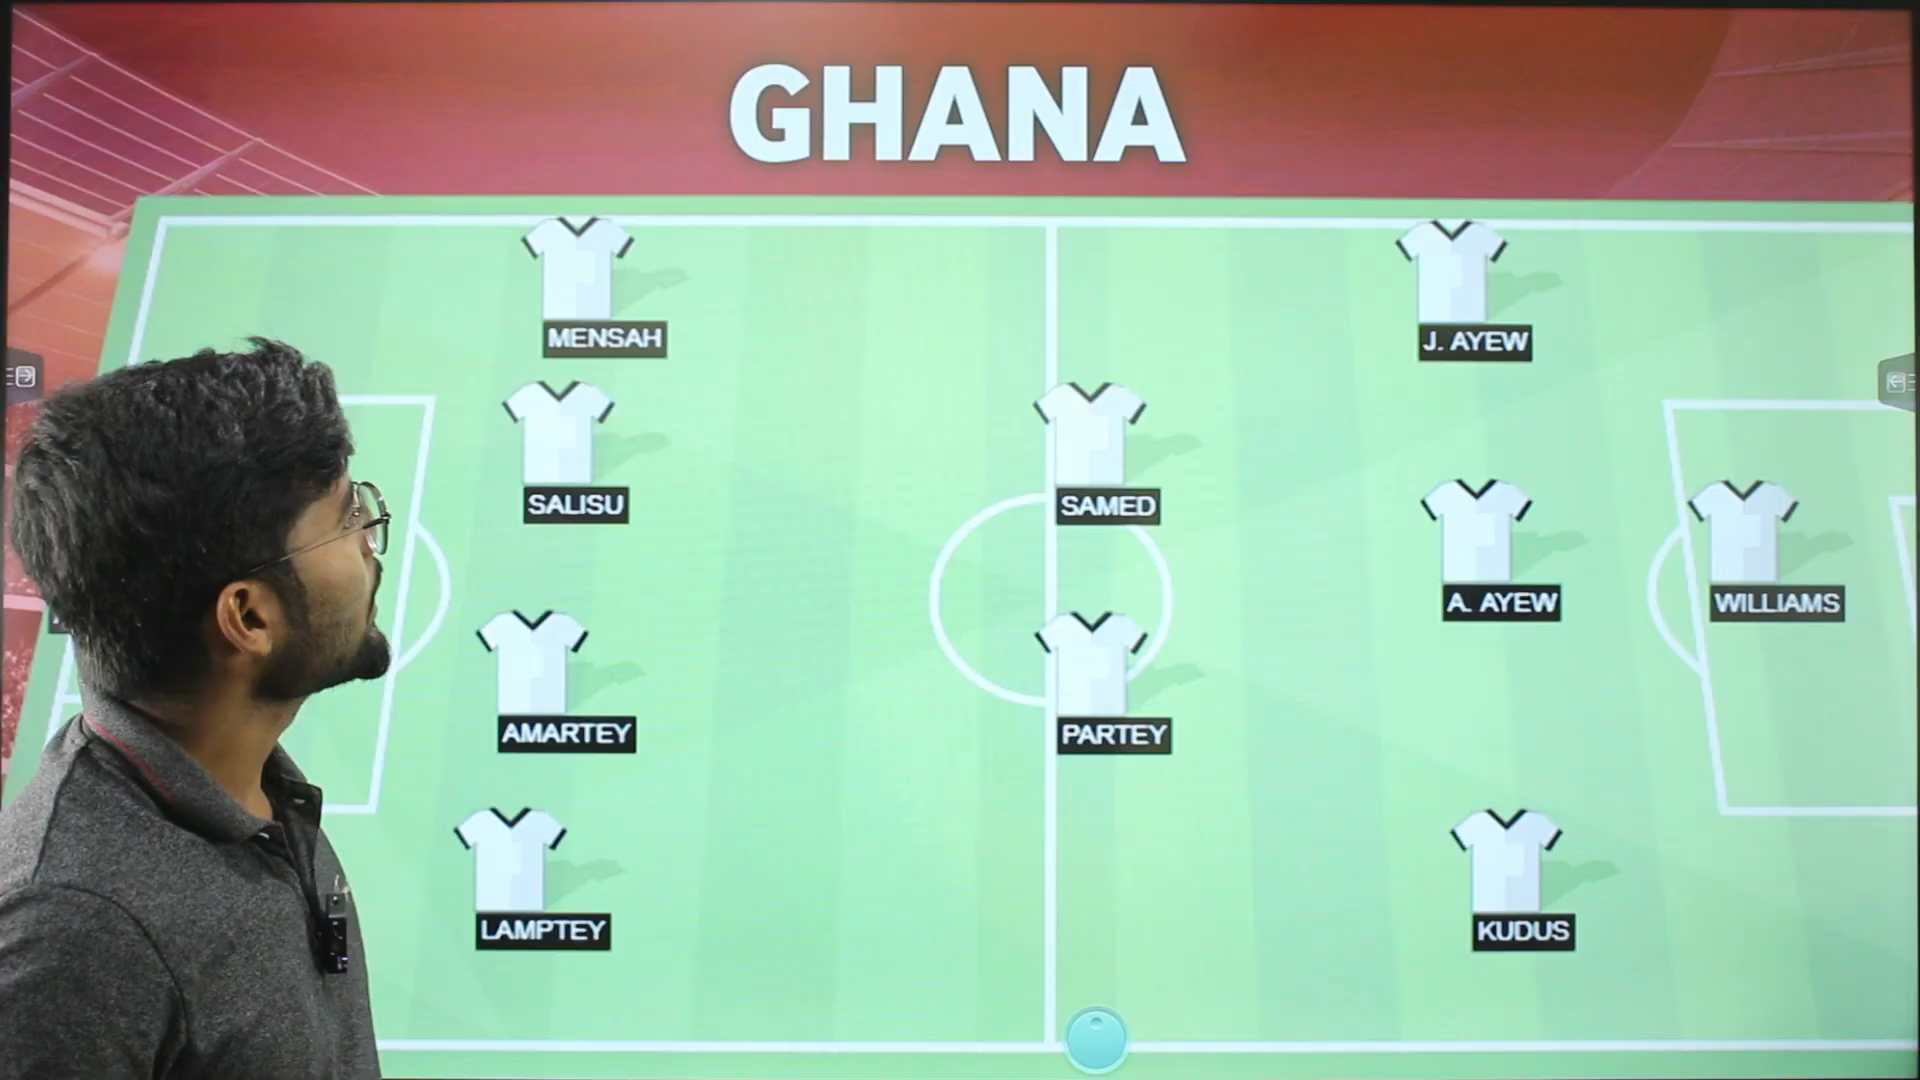 GHANA
MENSAH
J. AYEW
SALISU
SAMED
A. AYEW
WILLIAMS
AMARTEY
PARTEY
LAMPTEY
KUDUS